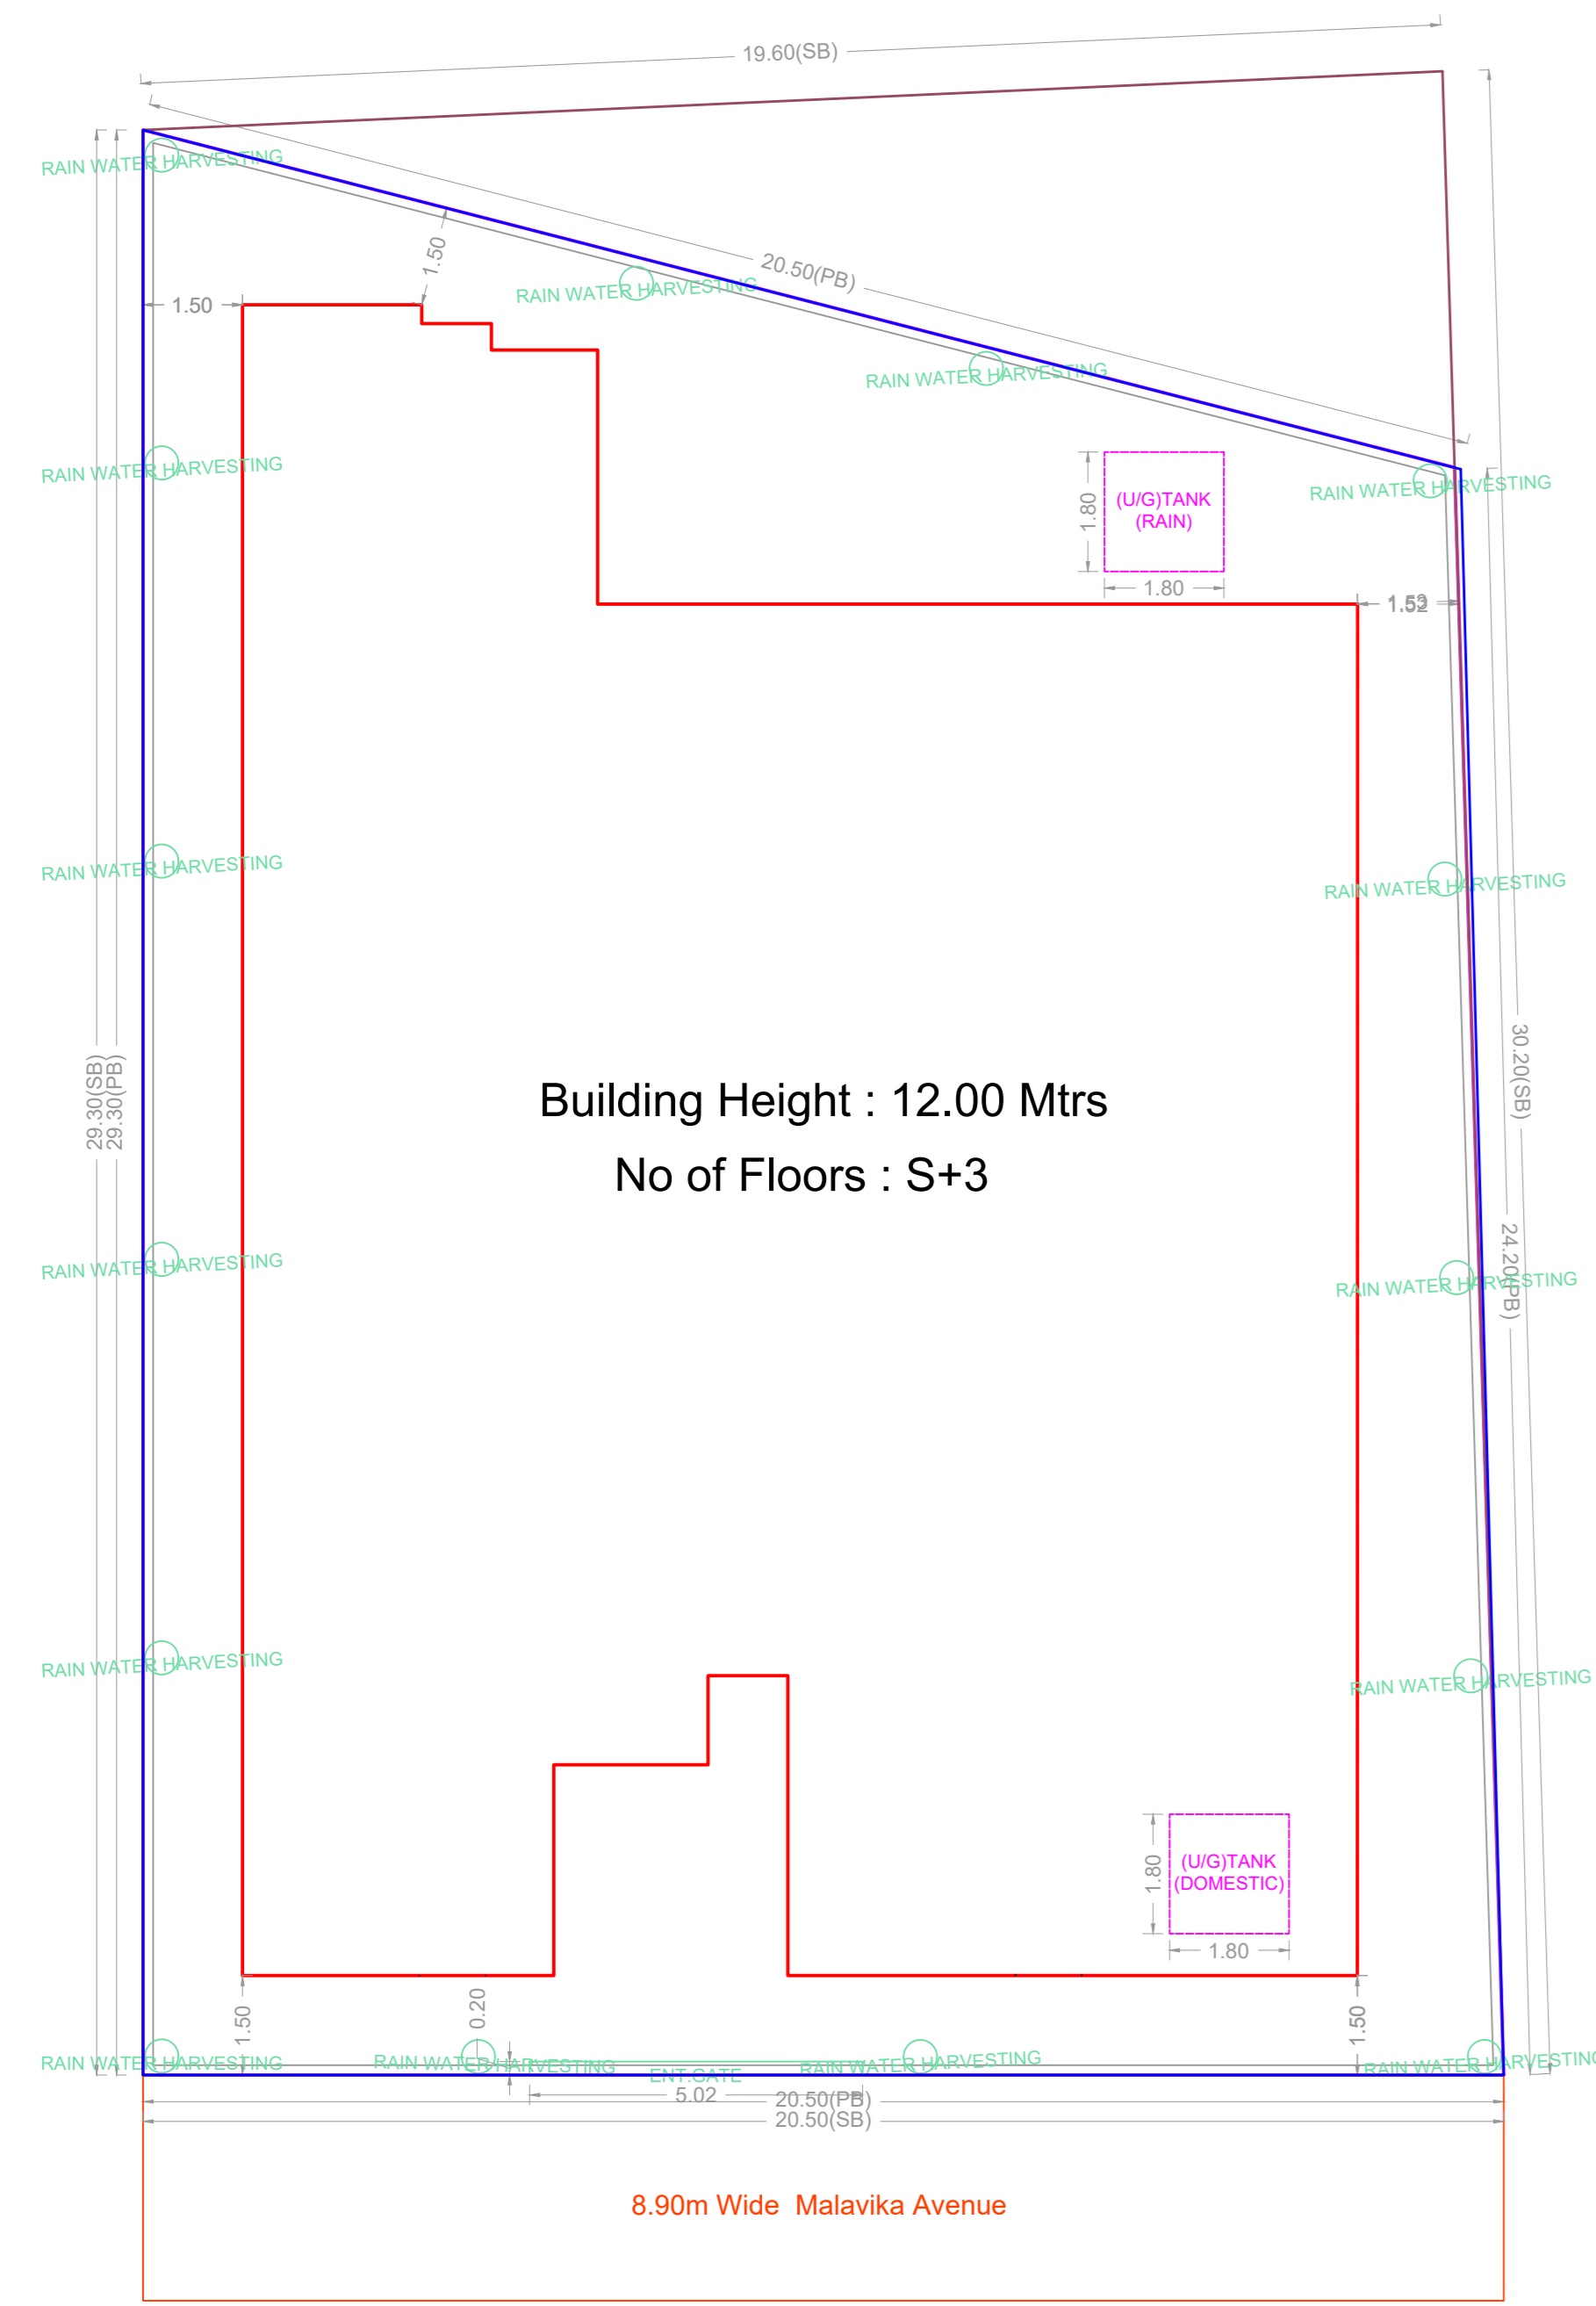 19.60(SB)
RAIN WATER HARVESTING
1.50
20.50(PB)
RAIN WATER HARVESTING
1.50
RAIN WATER HARVESTING
RAIN WATER HARVESTING
RAIN WATER HARVESTING
1.80
(U/G)TANK
(RAIN)
1.80
1.52
RAIN WATER HARVESTING
RAIN WATER HARVESTING
29.30(SB)
29.30(PB)
30.20(SB)
Building Height : 12.00 Mtrs
No of Floors : S+3
24.20(PB)
RAIN WATER HARVESTING
RAIN WATER HARVESTING
RAIN WATER HARVESTING
RAIN WATER HARVESTING
1.80
(U/G)TANK
(DOMESTIC)
1.80
1.50
0.20
1.50
RAIN WATER HARVESTING
RAIN WATER HARVESTING
ENT.GATE
RAIN WATER HARVESTING
RAIN WATER HARVESTING
5.02
20.50(PB)
20.50(SB)
8.90m Wide Malavika Avenue